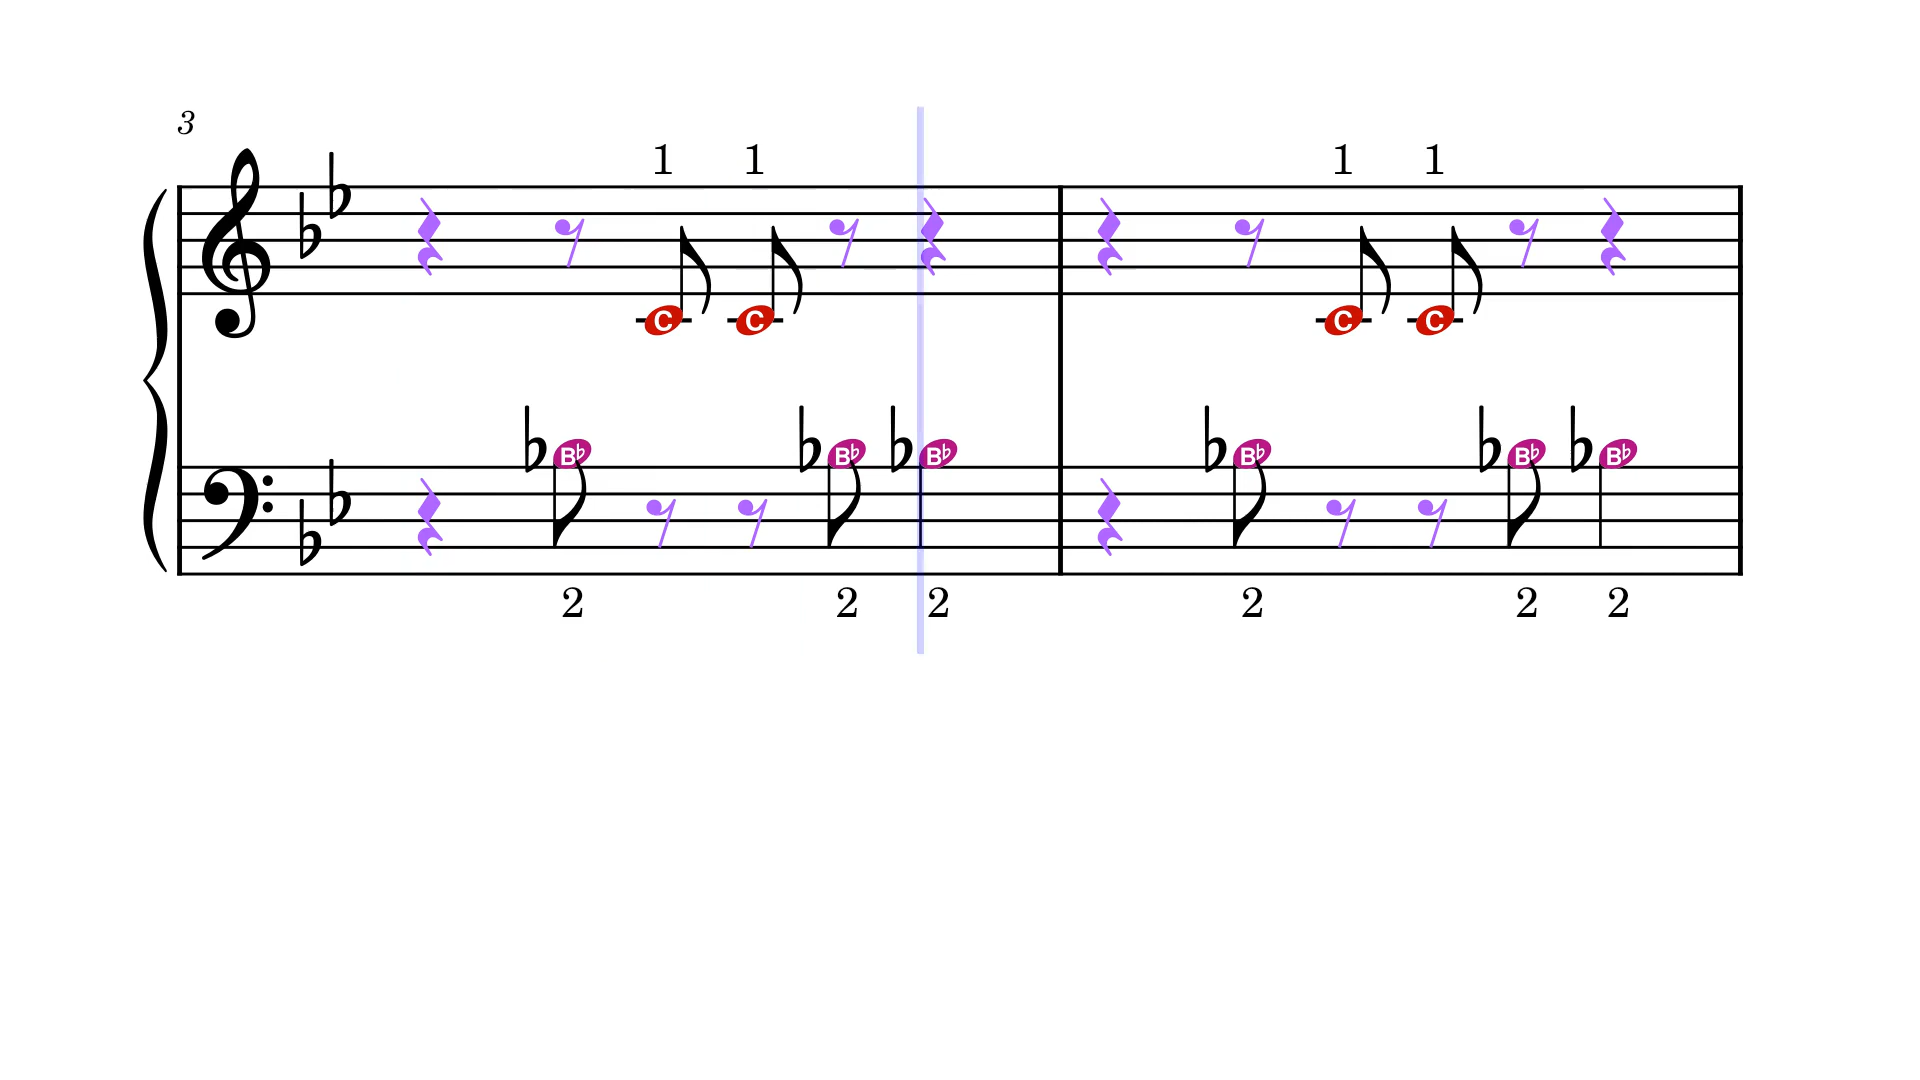 3
1 1 1 1
C C C C
B♭ B♭ B♭ B♭ B♭ B♭
2 2 2 2 2 2